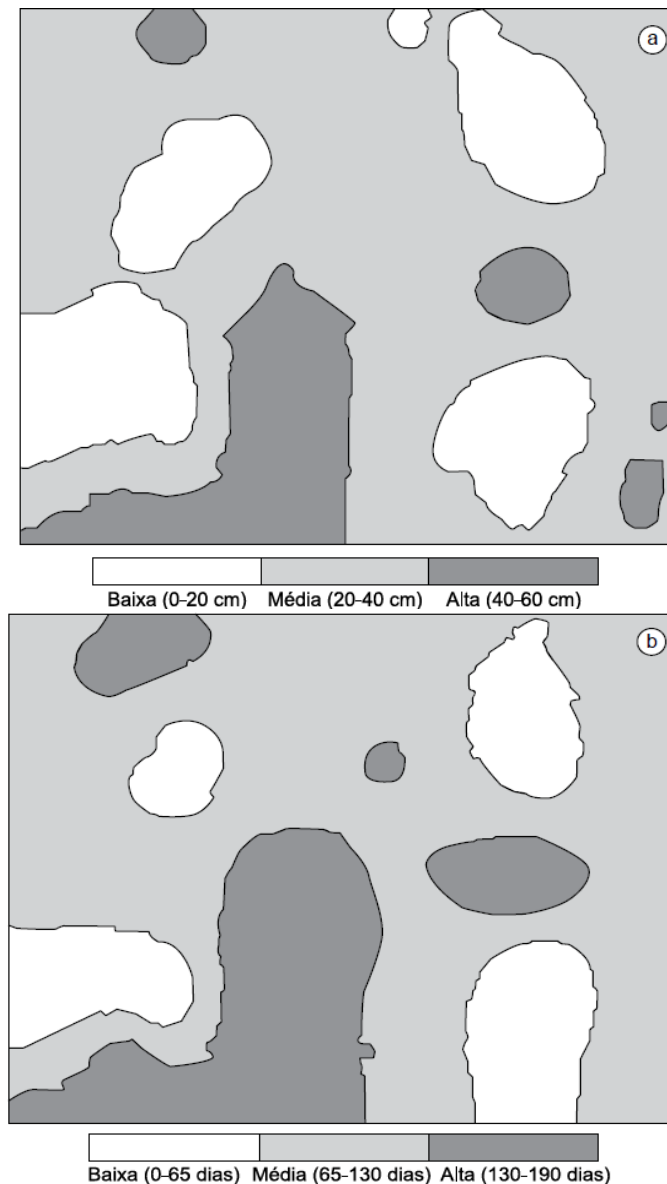 a
Baixa (0-20 cm) Média (20-40 cm) Alta (40-60 cm)
b
Baixa (0-65 dias) Média (65-130 dias) Alta (130-190 dias)